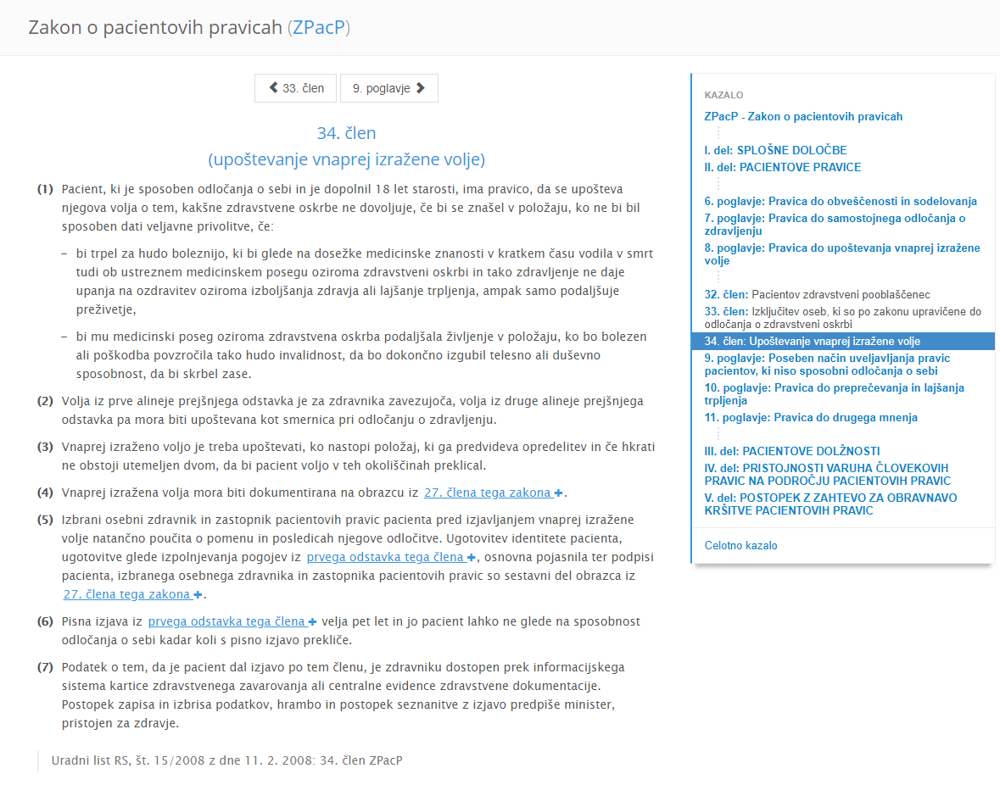 Zakon o pacientovih pravicah (ZPacP)
33. člen
9. poglavje
34. člen
(upoštevanje vnaprej izražene volje)
(1) Pacient, ki je sposoben odločanja o sebi in je dopolnil 18 let starosti, ima pravico, da se upošteva
njegova volja o tem, kakšne zdravstvene oskrbe ne dovoljuje, če bi se znašel v položaju, ko ne bi bil
sposoben dati veljavne privolitve, če:
– bi trpel za hudo boleznijo, ki bi glede na dosežke medicinske znanosti v kratkem času vodila v smrt
tudi ob ustreznem medicinskem posegu oziroma zdravstveni oskrbi in tako zdravljenje ne daje
upanja na ozdravitev oziroma izboljšanja zdravja ali lajšanje trpljenja, ampak samo podaljšuje
preživetje,
– bi mu medicinski poseg oziroma zdravstvena oskrba podaljšala življenje v položaju, ko bo bolezen
ali poškodba povzročila tako hudo invalidnost, da bo dokončno izgubil telesno ali duševno
sposobnost, da bi skrbel zase.
(2) Volja iz prve alineje prejšnjega odstavka je za zdravnika zavezujoča, volja iz druge alineje prejšnjega
odstavka pa mora biti upoštevana kot smernica pri odločanju o zdravljenju.
(3) Vnaprej izraženo voljo je treba upoštevati, ko nastopi položaj, ki ga predvideva opredelitev in če hkrati
ne obstoji utemeljen dvom, da bi pacient voljo v teh okoliščinah preklical.
(4) Vnaprej izražena volja mora biti dokumentirana na obrazcu iz 27. člena tega zakona +.
(5) Izbrani osebni zdravnik in zastopnik pacientovih pravic pacienta pred izjavljanjem vnaprej izražene
volje natančno poučita o pomenu in posledicah njegove odločitve. Ugotovitev identitete pacienta,
ugotovitve glede izpolnjevanja pogojev iz prvega odstavka tega člena +, osnovna pojasnila ter podpisi
pacienta, izbranega osebnega zdravnika in zastopnika pacientovih pravic so sestavni del obrazca iz
27. člena tega zakona +.
(6) Pisna izjava iz prvega odstavka tega člena + velja pet let in jo pacient lahko ne glede na sposobnost
odločanja o sebi kadar koli s pisno izjavo prekliče.
(7) Podatek o tem, da je pacient dal izjavo po tem členu, je zdravniku dostopen prek informacijskega
sistema kartice zdravstvenega zavarovanja ali centralne evidence zdravstvene dokumentacije.
Postopek zapisa in izbrisa podatkov, hrambo in postopek seznanitve z izjavo predpiše minister,
pristojen za zdravje.
Uradni list RS, št. 15/2008 z dne 11. 2. 2008: 34. člen ZPacP
KAZALO
ZPacP - Zakon o pacientovih pravicah
I. del: SPLOŠNE DOLOČBE
II. del: PACIENTOVE PRAVICE
6. poglavje: Pravica do obveščenosti in sodelovanja
7. poglavje: Pravica do samostojnega odločanja o
zdravljenju
8. poglavje: Pravica do upoštevanja vnaprej izražene
volje
32. člen: Pacientov zdravstveni pooblaščenec
33. člen: Izključitev oseb, ki so po zakonu upravičene do
odločanja o zdravstveni oskrbi
34. člen: Upoštevanje vnaprej izražene volje
9. poglavje: Poseben način uveljavljanja pravic
pacientov, ki niso sposobni odločanja o sebi
10. poglavje: Pravica do preprečevanja in lajšanja
trpljenja
11. poglavje: Pravica do drugega mnenja
III. del: PACIENTOVE DOLŽNOSTI
IV. del: PRISTOJNOSTI VARUHA ČLOVEKOVIH
PRAVIC NA PODROČJU PACIENTOVIH PRAVIC
V. del: POSTOPEK Z ZAHTEVO ZA OBRAVNAVO
KRŠITVE PACIENTOVIH PRAVIC
Celotno kazalo